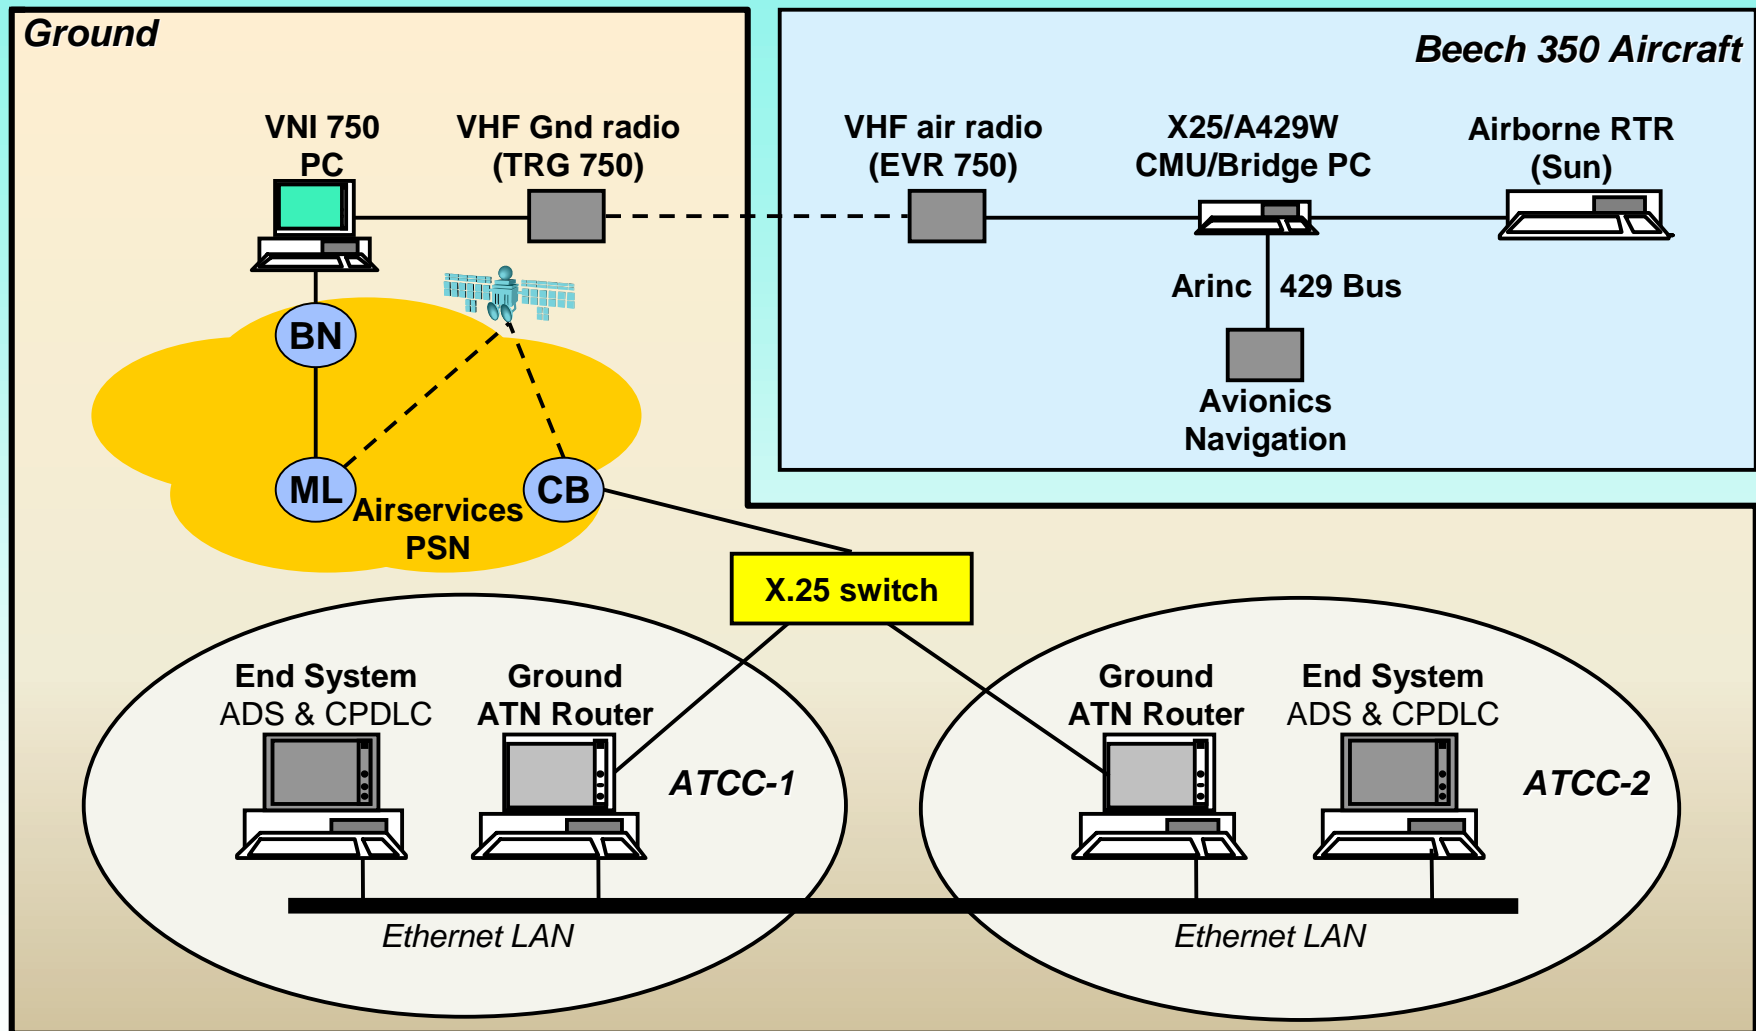 Ground
Beech 350 Aircraft
VNI 750
PC
VHF Gnd radio
(TRG 750)
VHF air radio
(EVR 750)
X25/A429W
CMU/Bridge PC
Airborne RTR
(Sun)
Arinc 429 Bus
Avionics
Navigation
BN
ML
CB
Airservices
PSN
X.25 switch
End System
ADS & CPDLC
Ground
ATN Router
ATCC-1
Ground
ATN Router
End System
ADS & CPDLC
ATCC-2
Ethernet LAN
Ethernet LAN